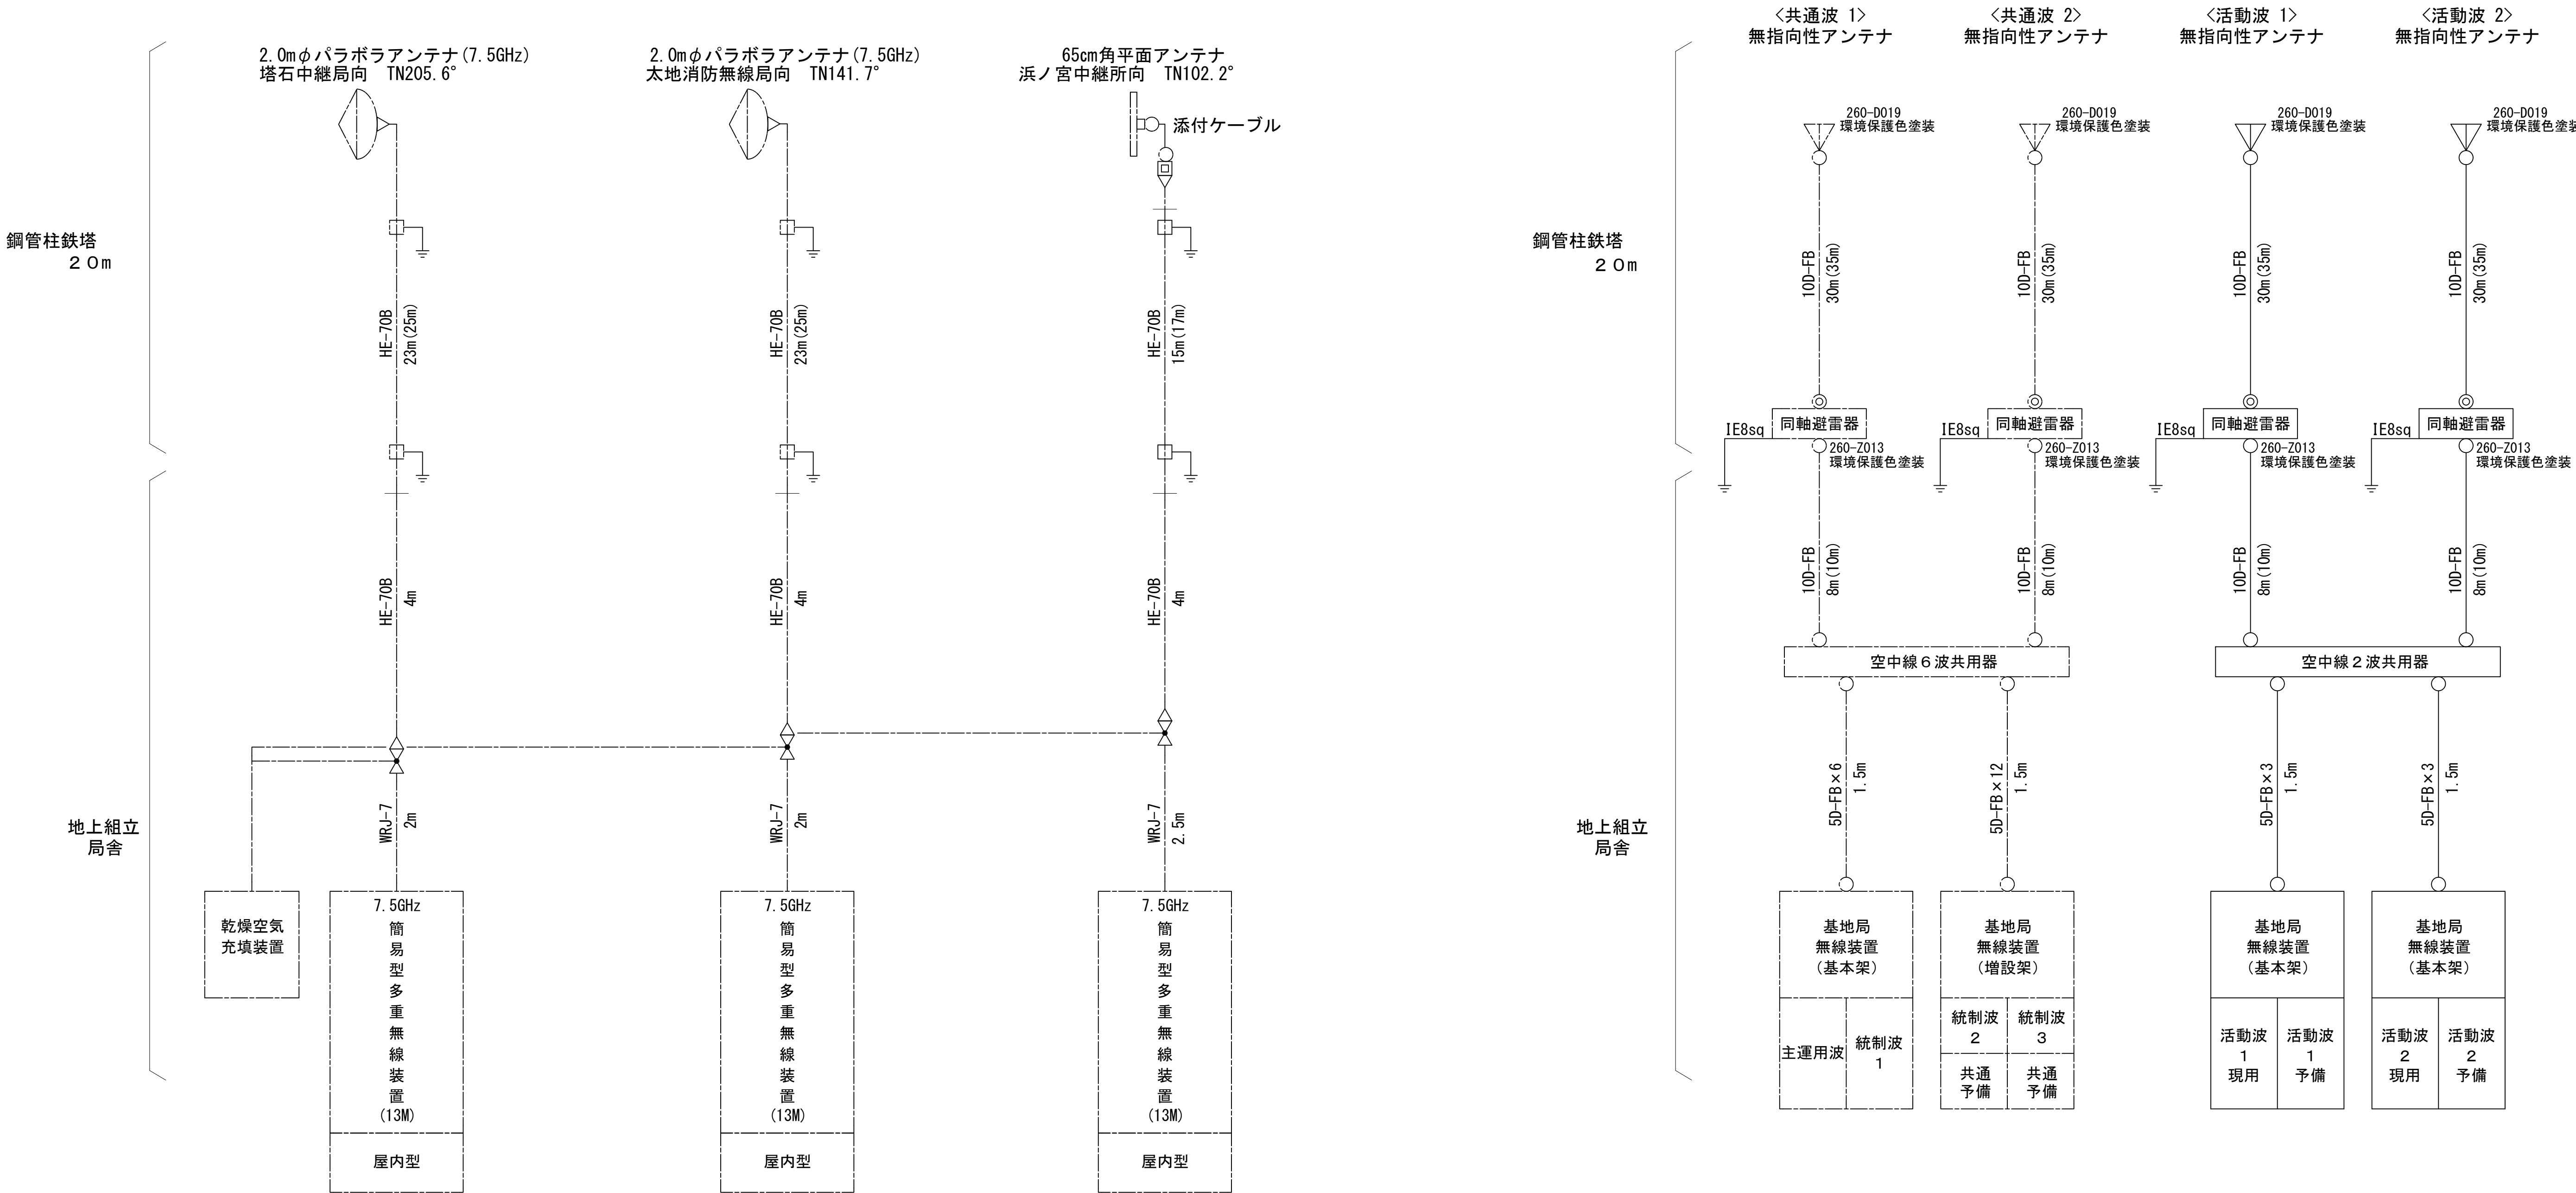 2.0mφパラボラアンテナ(7.5GHz)
塔石中継局向　TN205.6°
2.0mφパラボラアンテナ(7.5GHz)
太地消防無線局向　TN141.7°
65cm角平面アンテナ
浜ノ宮中継所向　TN102.2°
添付ケーブル
鋼管柱鉄塔
２０m
HE-70B
23m(25m)
HE-70B
23m(25m)
HE-70B
15m(17m)
HE-70B
4m
HE-70B
4m
HE-70B
4m
地上組立
局舎
WRJ-7
2m
WRJ-7
2m
WRJ-7
2.5m
乾燥空気
充填装置
7.5GHz
簡易型多重無線装置
(13M)
屋内型
7.5GHz
簡易型多重無線装置
(13M)
屋内型
7.5GHz
簡易型多重無線装置
(13M)
屋内型
<共通波 1>
無指向性アンテナ
<共通波 2>
無指向性アンテナ
<活動波 1>
無指向性アンテナ
<活動波 2>
無指向性アンテナ
260-D019
環境保護色塗装
260-D019
環境保護色塗装
260-D019
環境保護色塗装
260-D019
環境保護色塗装
鋼管柱鉄塔
２０m
10D-FB
30m(35m)
10D-FB
30m(35m)
10D-FB
30m(35m)
10D-FB
30m(35m)
IE8sq
同軸避雷器
260-Z013
環境保護色塗装
IE8sq
同軸避雷器
260-Z013
環境保護色塗装
IE8sq
同軸避雷器
260-Z013
環境保護色塗装
IE8sq
同軸避雷器
260-Z013
環境保護色塗装
10D-FB
8m(10m)
10D-FB
8m(10m)
10D-FB
8m(10m)
10D-FB
8m(10m)
空中線６波共用器
空中線２波共用器
地上組立
局舎
5D-FB×6
1.5m
5D-FB×12
1.5m
5D-FB×3
1.5m
5D-FB×3
1.5m
基地局
無線装置
(基本架)
主運用波
統制波
1
基地局
無線装置
(増設架)
統制波
2
統制波
3
共通
予備
共通
予備
基地局
無線装置
(基本架)
活動波
1
現用
活動波
1
予備
基地局
無線装置
(基本架)
活動波
2
現用
活動波
2
予備